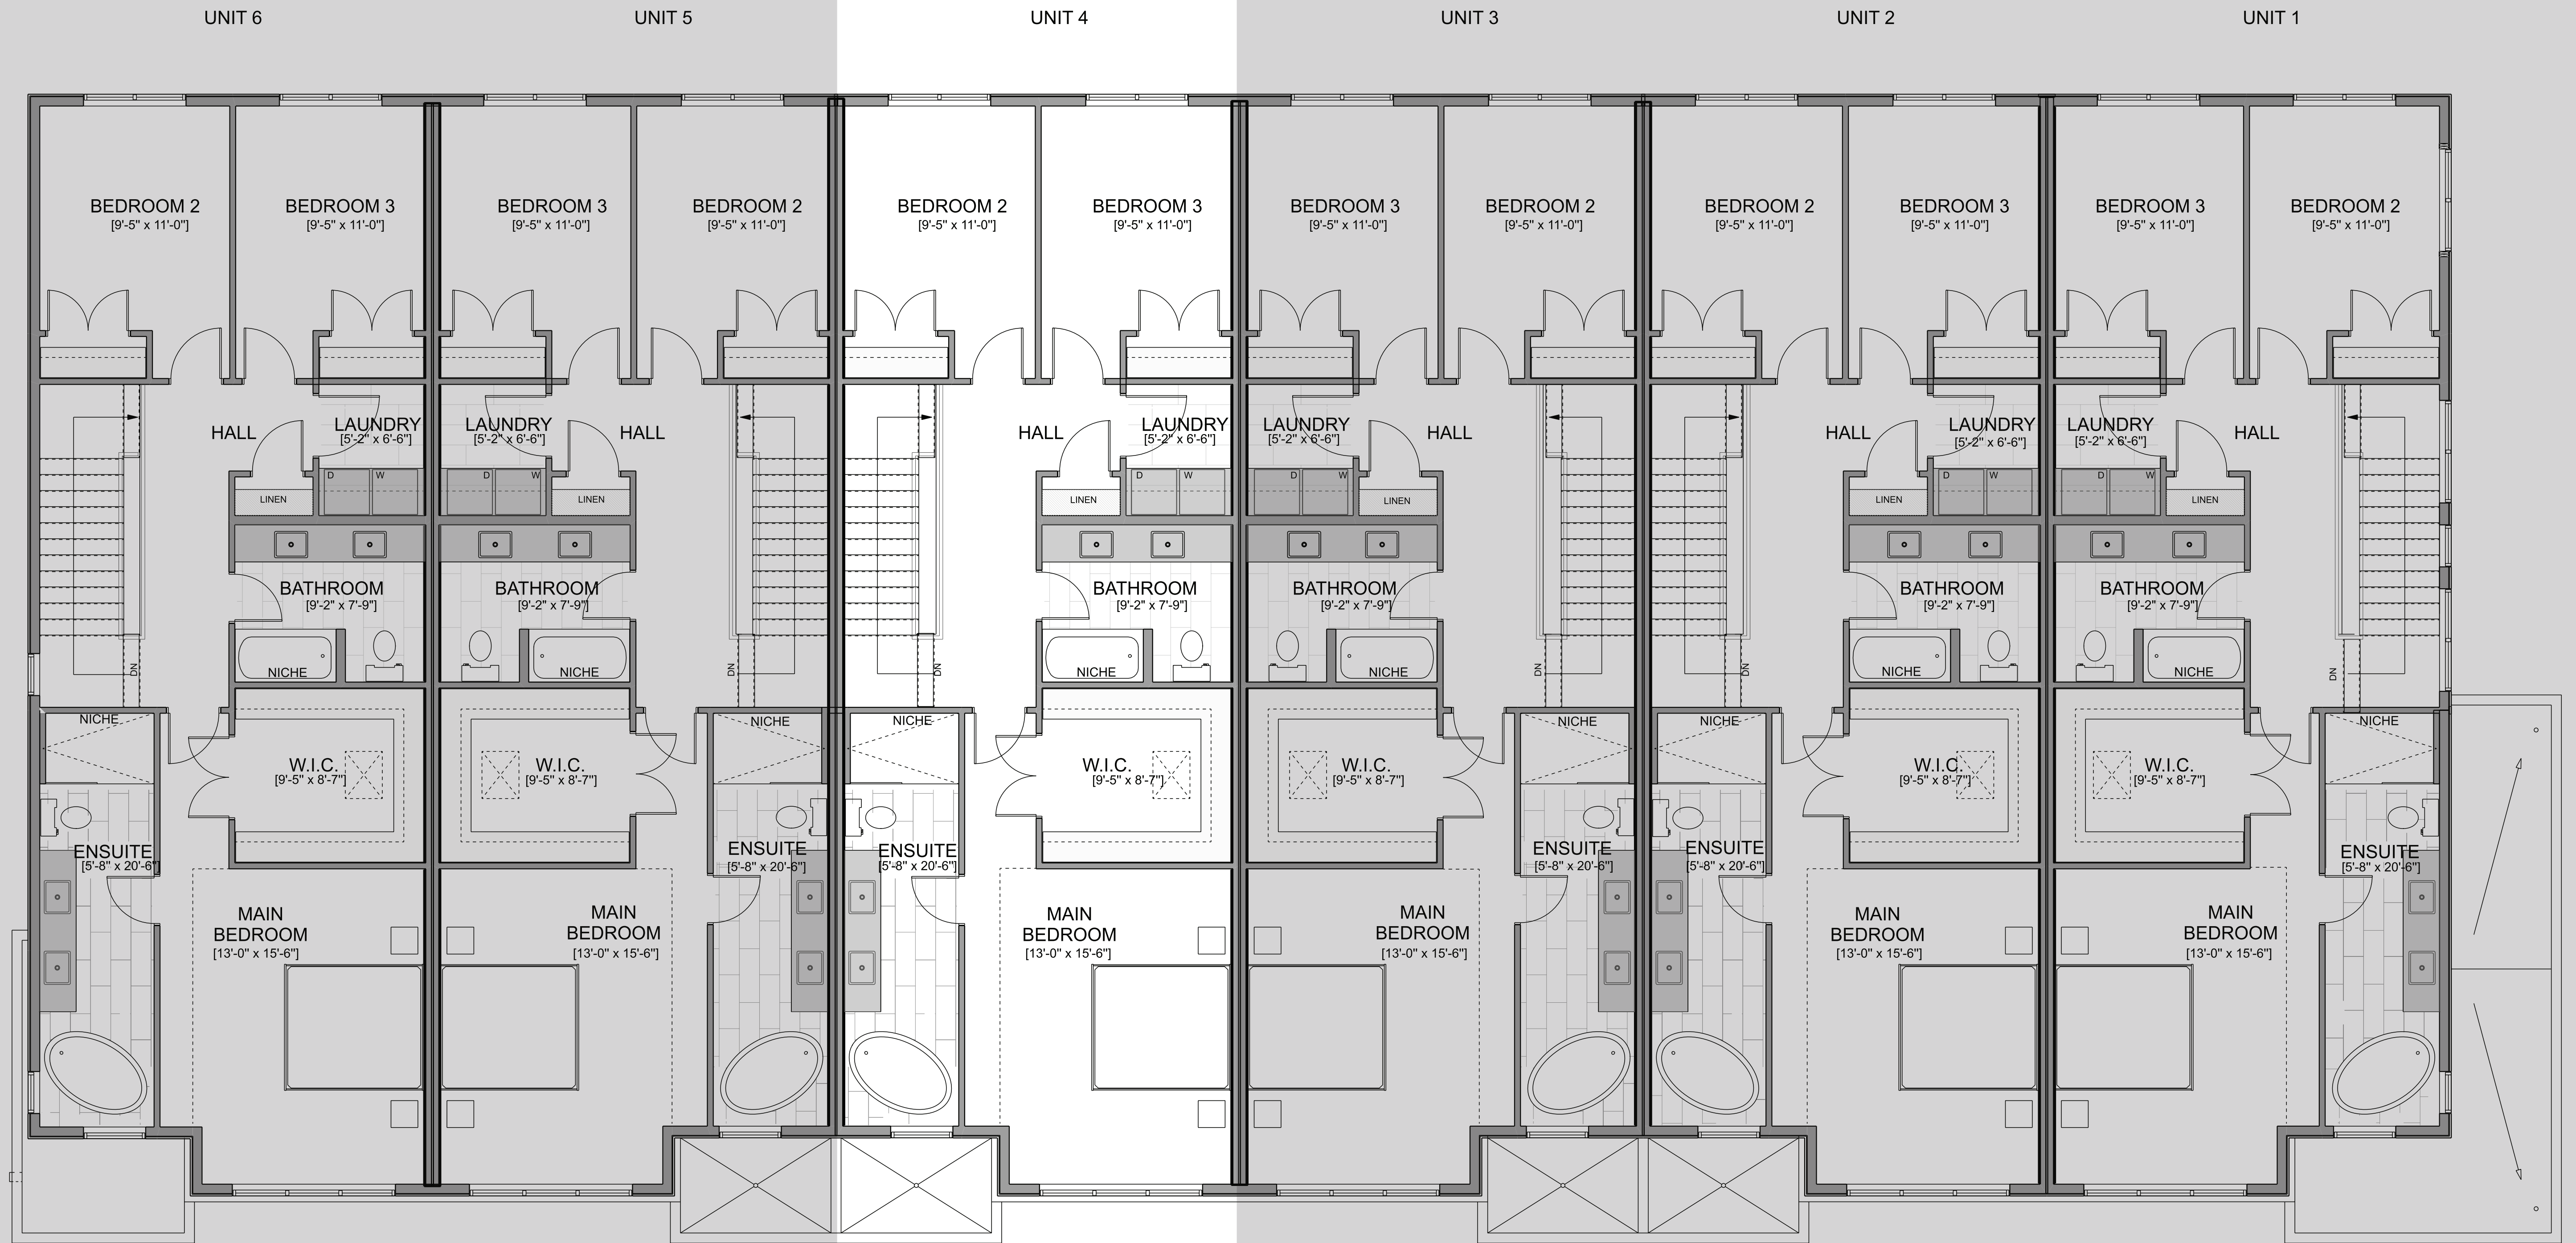 UNIT 6
UNIT 5
UNIT 4
UNIT 3
UNIT 2
UNIT 1
BEDROOM 2
[9'-5" x 11'-0"]
BEDROOM 3
[9'-5" x 11'-0"]
BEDROOM 3
[9'-5" x 11'-0"]
BEDROOM 2
[9'-5" x 11'-0"]
BEDROOM 2
[9'-5" x 11'-0"]
BEDROOM 3
[9'-5" x 11'-0"]
BEDROOM 3
[9'-5" x 11'-0"]
BEDROOM 2
[9'-5" x 11'-0"]
BEDROOM 2
[9'-5" x 11'-0"]
BEDROOM 3
[9'-5" x 11'-0"]
BEDROOM 3
[9'-5" x 11'-0"]
BEDROOM 2
[9'-5" x 11'-0"]
HALL
LAUNDRY
[5'-2" x 6'-6"]
LAUNDRY
[5'-2" x 6'-6"]
HALL
HALL
LAUNDRY
[5'-2" x 6'-6"]
LAUNDRY
[5'-2" x 6'-6"]
HALL
HALL
LAUNDRY
[5'-2" x 6'-6"]
LAUNDRY
[5'-2" x 6'-6"]
HALL
LINEN
D
W
D
W
LINEN
LINEN
D
W
D
W
LINEN
LINEN
D
W
D
W
LINEN
BATHROOM
[9'-2" x 7'-9"]
BATHROOM
[9'-2" x 7'-9"]
BATHROOM
[9'-2" x 7'-9"]
BATHROOM
[9'-2" x 7'-9"]
BATHROOM
[9'-2" x 7'-9"]
BATHROOM
[9'-2" x 7'-9"]
DN
NICHE
NICHE
DN
DN
NICHE
NICHE
DN
DN
NICHE
NICHE
DN
NICHE
NICHE
NICHE
NICHE
NICHE
NICHE
W.I.C.
[9'-5" x 8'-7"]
W.I.C.
[9'-5" x 8'-7"]
W.I.C.
[9'-5" x 8'-7"]
W.I.C.
[9'-5" x 8'-7"]
W.I.C.
[9'-5" x 8'-7"]
W.I.C.
[9'-5" x 8'-7"]
ENSUITE
[5'-8" x 20'-6"]
ENSUITE
[5'-8" x 20'-6"]
ENSUITE
[5'-8" x 20'-6"]
ENSUITE
[5'-8" x 20'-6"]
ENSUITE
[5'-8" x 20'-6"]
ENSUITE
[5'-8" x 20'-6"]
MAIN
BEDROOM
[13'-0" x 15'-6"]
MAIN
BEDROOM
[13'-0" x 15'-6"]
MAIN
BEDROOM
[13'-0" x 15'-6"]
MAIN
BEDROOM
[13'-0" x 15'-6"]
MAIN
BEDROOM
[13'-0" x 15'-6"]
MAIN
BEDROOM
[13'-0" x 15'-6"]